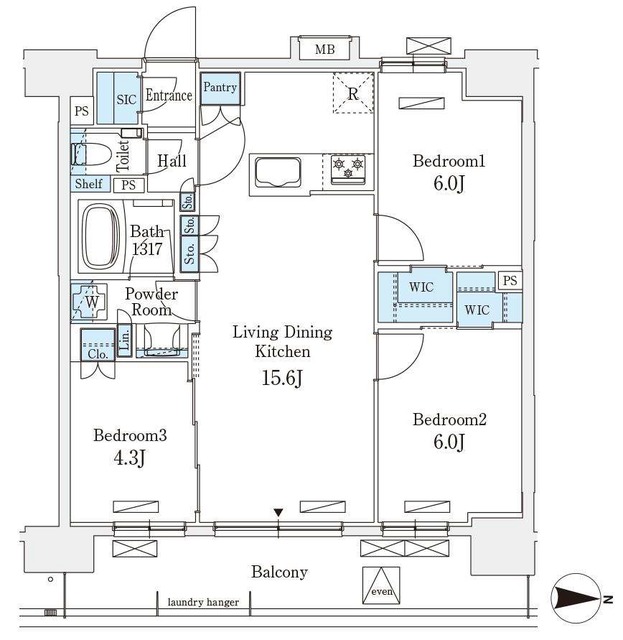 MB
PS
SIC
Entrance
Pantry
R
Toilet
Hall
Bedroom1
6.0J
Shelf
PS
Sto.
Sto.
Sto.
Bath
1317
W
Powder
Room
WIC
PS
WIC
Lin.
Clo.
Living Dining
Kitchen
15.6J
Bedroom3
4.3J
Bedroom2
6.0J
Balcony
even
laundry hanger
N